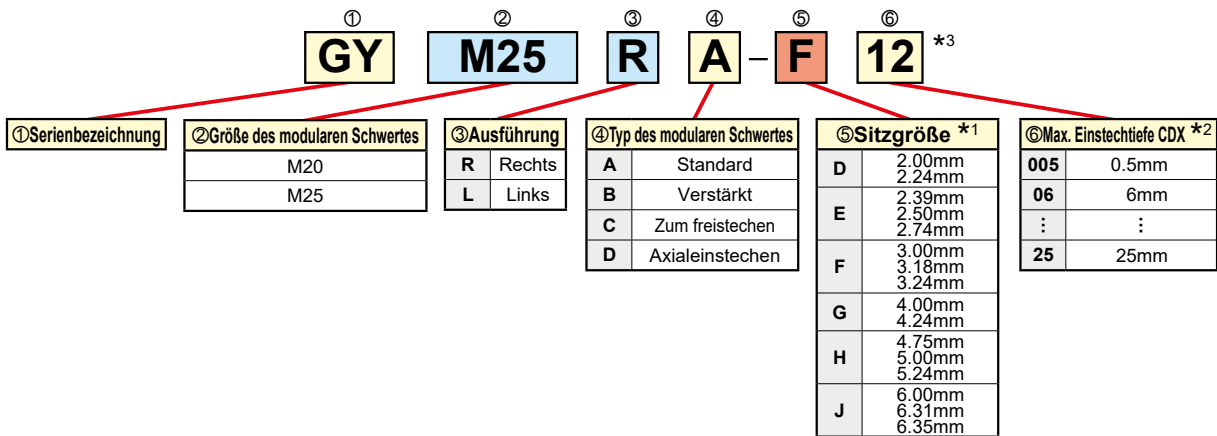 ① ② ③ ④ ⑤ ⑥
GY M25 R A – F 12 *3
①Serienbezeichnung
②Größe des modularen Schwertes
M20
M25
③Ausführung
R Rechts
L Links
④Typ des modularen Schwertes
A Standard
B Verstärkt
C Zum freistechen
D Axialeinstechen
⑤Sitzgröße *1
D 2.00mm
2.24mm
E 2.39mm
2.50mm
2.74mm
F 3.00mm
3.18mm
3.24mm
G 4.00mm
4.24mm
H 4.75mm
5.00mm
5.24mm
J 6.00mm
6.31mm
6.35mm
⑥Max. Einstechtiefe CDX *2
005 0.5mm
06 6mm
⋮ ⋮
25 25mm